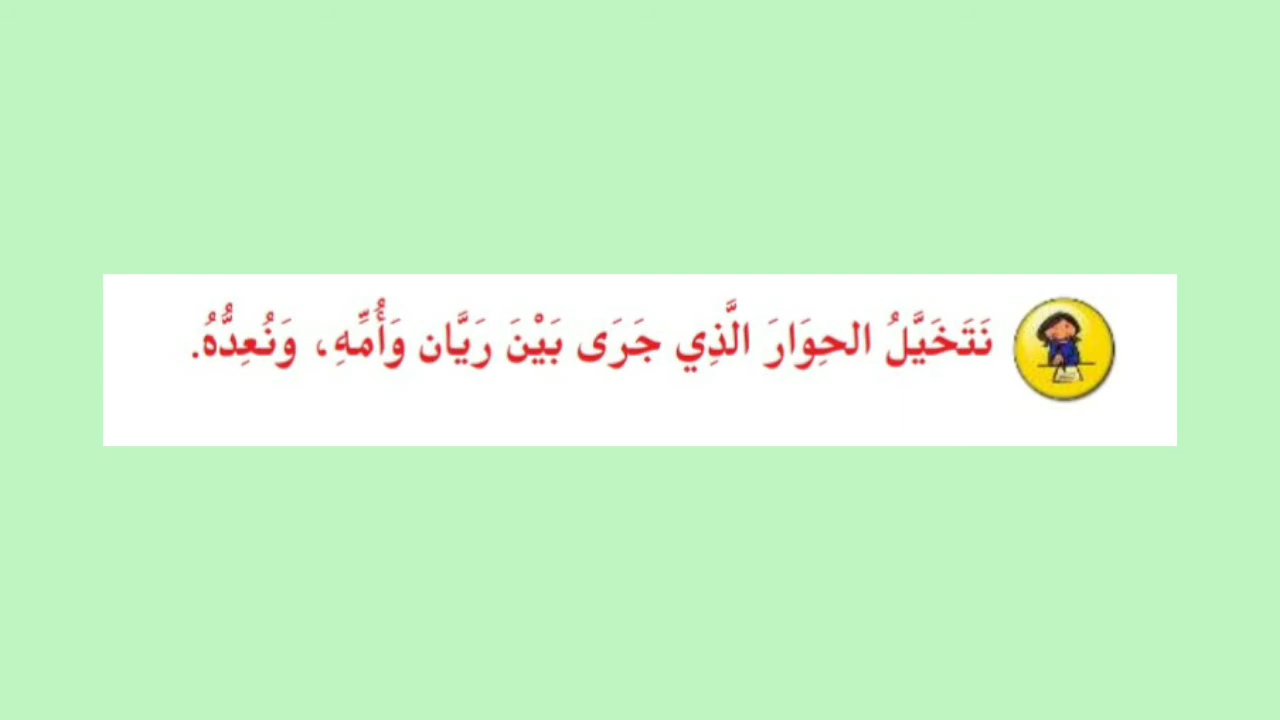 نَتَخَيَّلُ الحِوَارَ الَّذِي جَرَى بَيْنَ رَيَّان وَأُمِّهِ، وَنُعِدُّهُ.